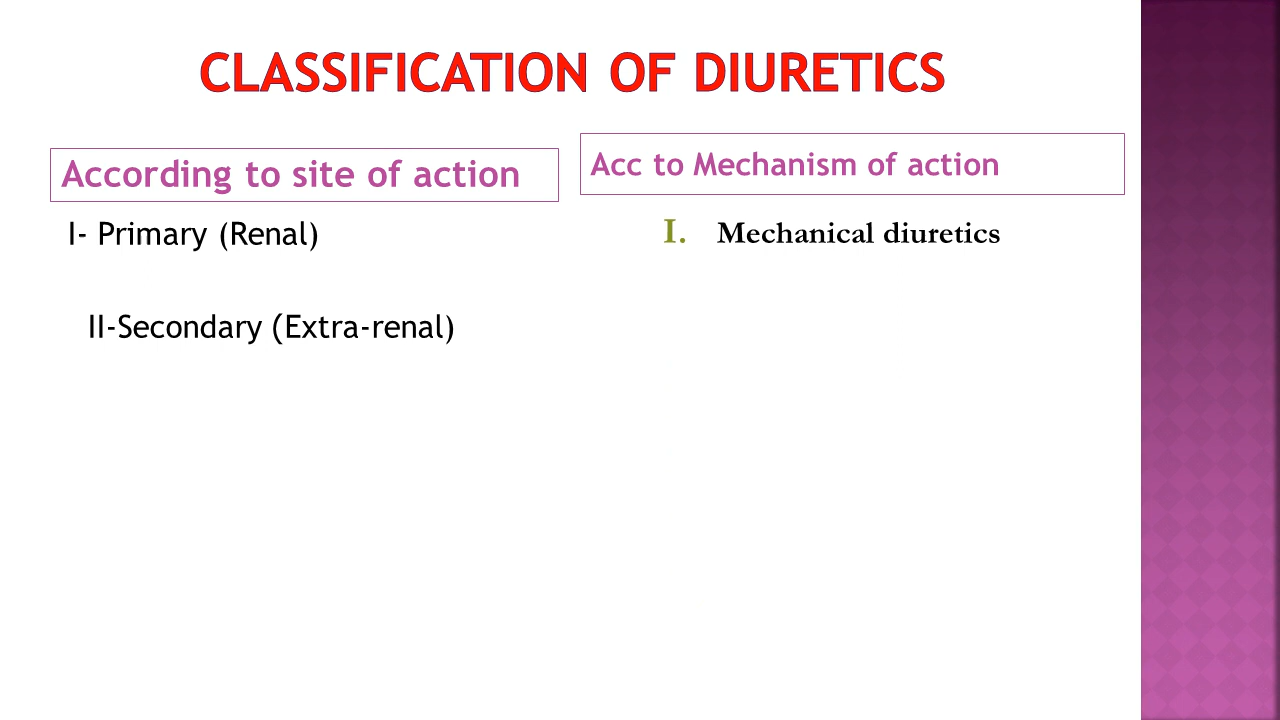 CLASSIFICATION OF DIURETICS
According to site of action
I- Primary (Renal)
II-Secondary (Extra-renal)
Acc to Mechanism of action
I. Mechanical diuretics